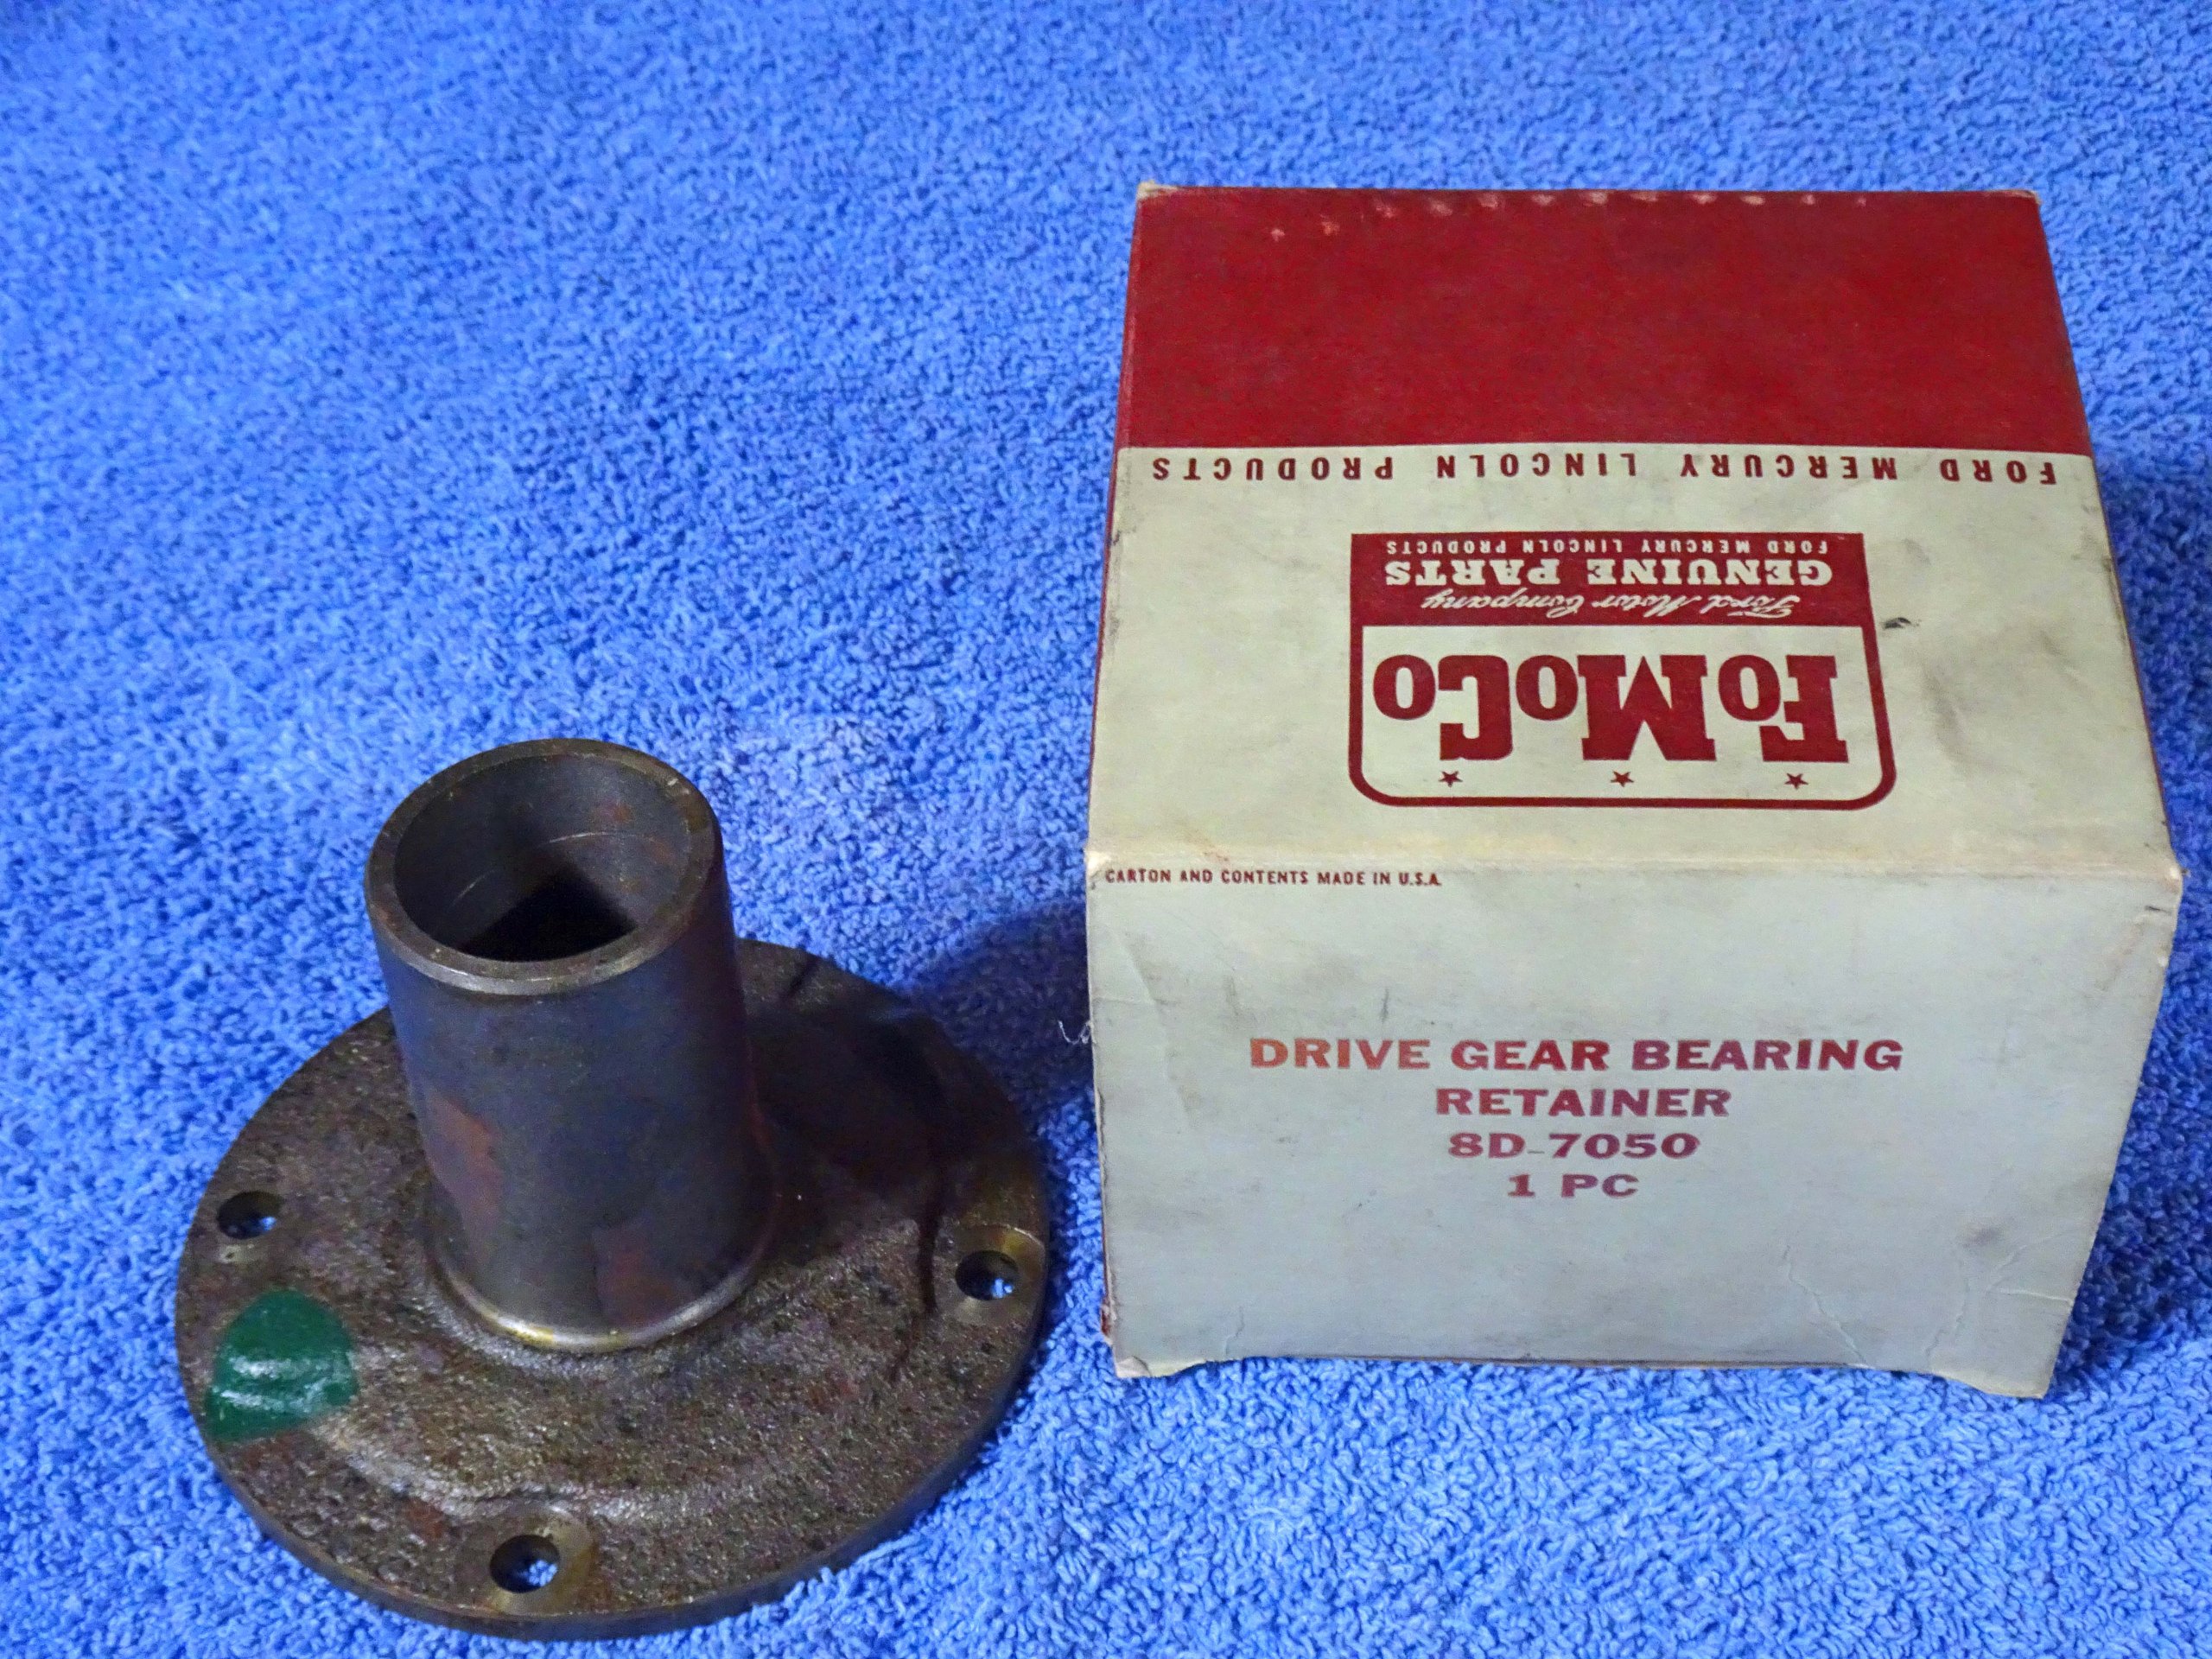 FORD MERCURY LINCOLN PRODUCTS
FoMoCo
Ford Motor Company
GENUINE PARTS
FORD MERCURY LINCOLN PRODUCTS
CARTON AND CONTENTS MADE IN U.S.A.
DRIVE GEAR BEARING
RETAINER
8D-7050
1 PC